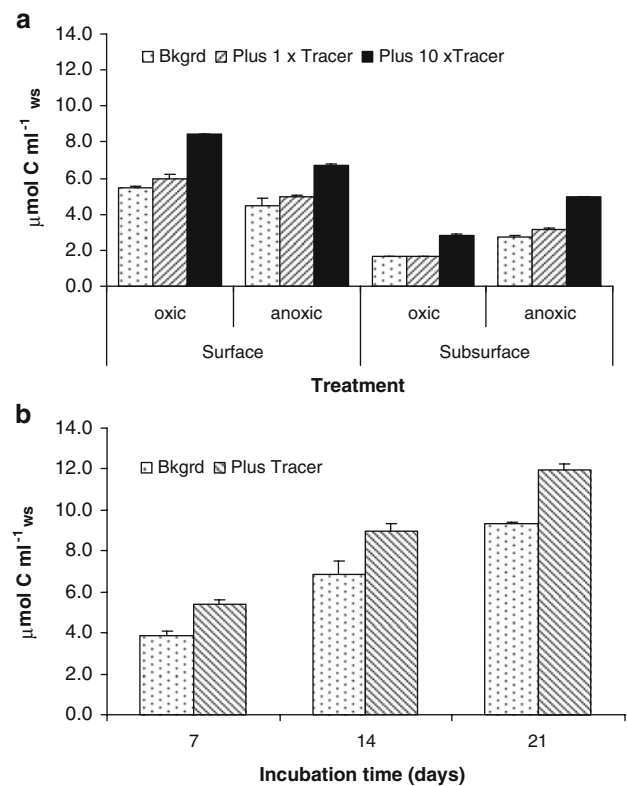 a
14.0
12.0
10.0
8.0
6.0
4.0
2.0
0.0
μmol C ml⁻¹ ws
Bkgrd Plus 1 x Tracer Plus 10 xTracer
oxic anoxic oxic anoxic
Surface Subsurface
Treatment
b
14.0
12.0
10.0
8.0
6.0
4.0
2.0
0.0
μmol C ml⁻¹ ws
Bkgrd Plus Tracer
7 14 21
Incubation time (days)